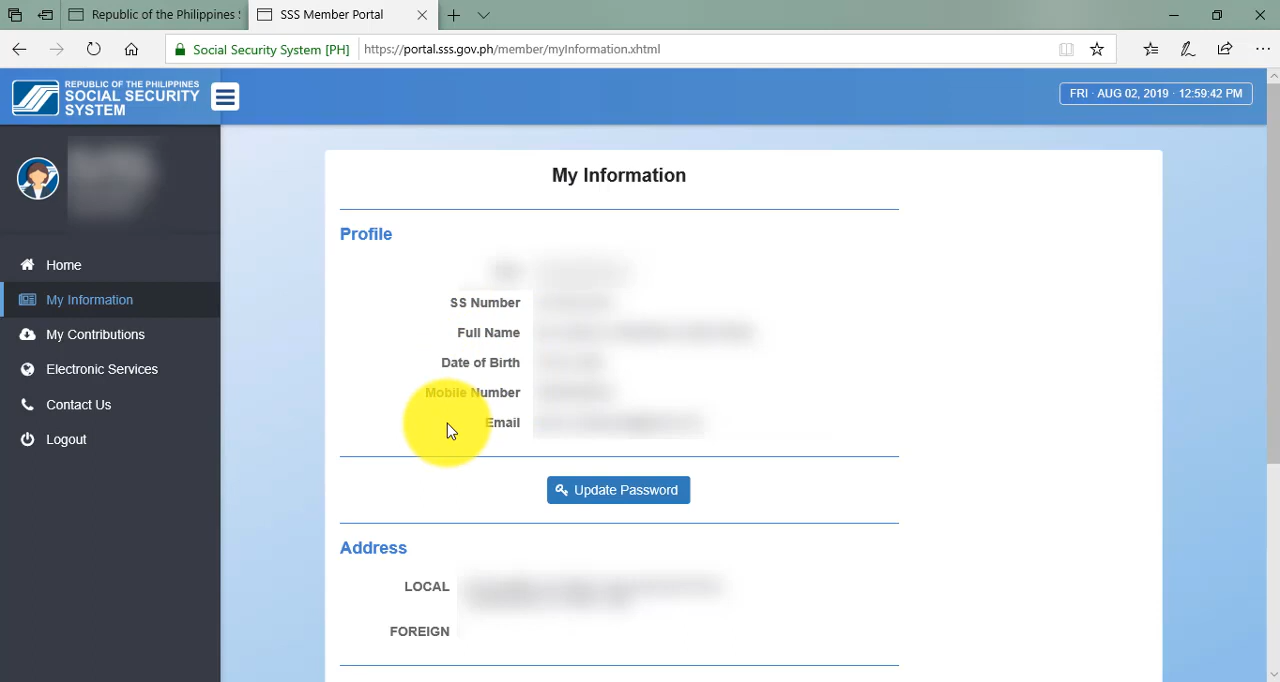 Republic of the Philippines S
SSS Member Portal
Social Security System [PH]
https://portal.sss.gov.ph/member/myInformation.xhtml
REPUBLIC OF THE PHILIPPINES
SOCIAL SECURITY
SYSTEM
FRI · AUG 02, 2019 · 12:59:42 PM
Home
My Information
My Contributions
Electronic Services
Contact Us
Logout
My Information
Profile
SS Number
Full Name
Date of Birth
Mobile Number
Email
Update Password
Address
LOCAL
FOREIGN